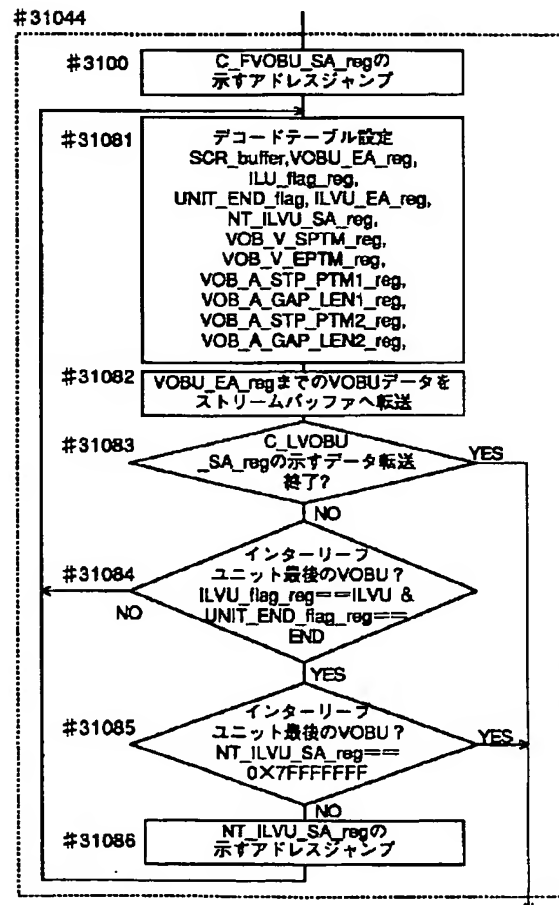 #31044
#3100
C_FVOBU_SA_regの
示すアドレスジャンプ
#31081
デコードテーブル設定
SCR_buffer,VOBU_EA_reg,
ILU_flag_reg,
UNIT_END_flag, ILVU_EA_reg,
NT_ILVU_SA_reg,
VOB_V_SPTM_reg,
VOB_V_EPTM_reg,
VOB_A_STP_PTM1_reg,
VOB_A_GAP_LEN1_reg,
VOB_A_STP_PTM2_reg,
VOB_A_GAP_LEN2_reg,
#31082
VOBU_EA_regまでのVOBUデータを
ストリームバッファへ転送
#31083
C_LVOBU
_SA_regの示すデータ転送
終了?
YES
NO
#31084
インターリーブ
ユニット最後のVOBU?
ILVU_flag_reg==ILVU &
UNIT_END_flag_reg==
END
NO
YES
#31085
インターリーブ
ユニット最後のVOBU?
NT_ILVU_SA_reg==
0×7FFFFFFF
YES
NO
#31086
NT_ILVU_SA_regの
示すアドレスジャンプ